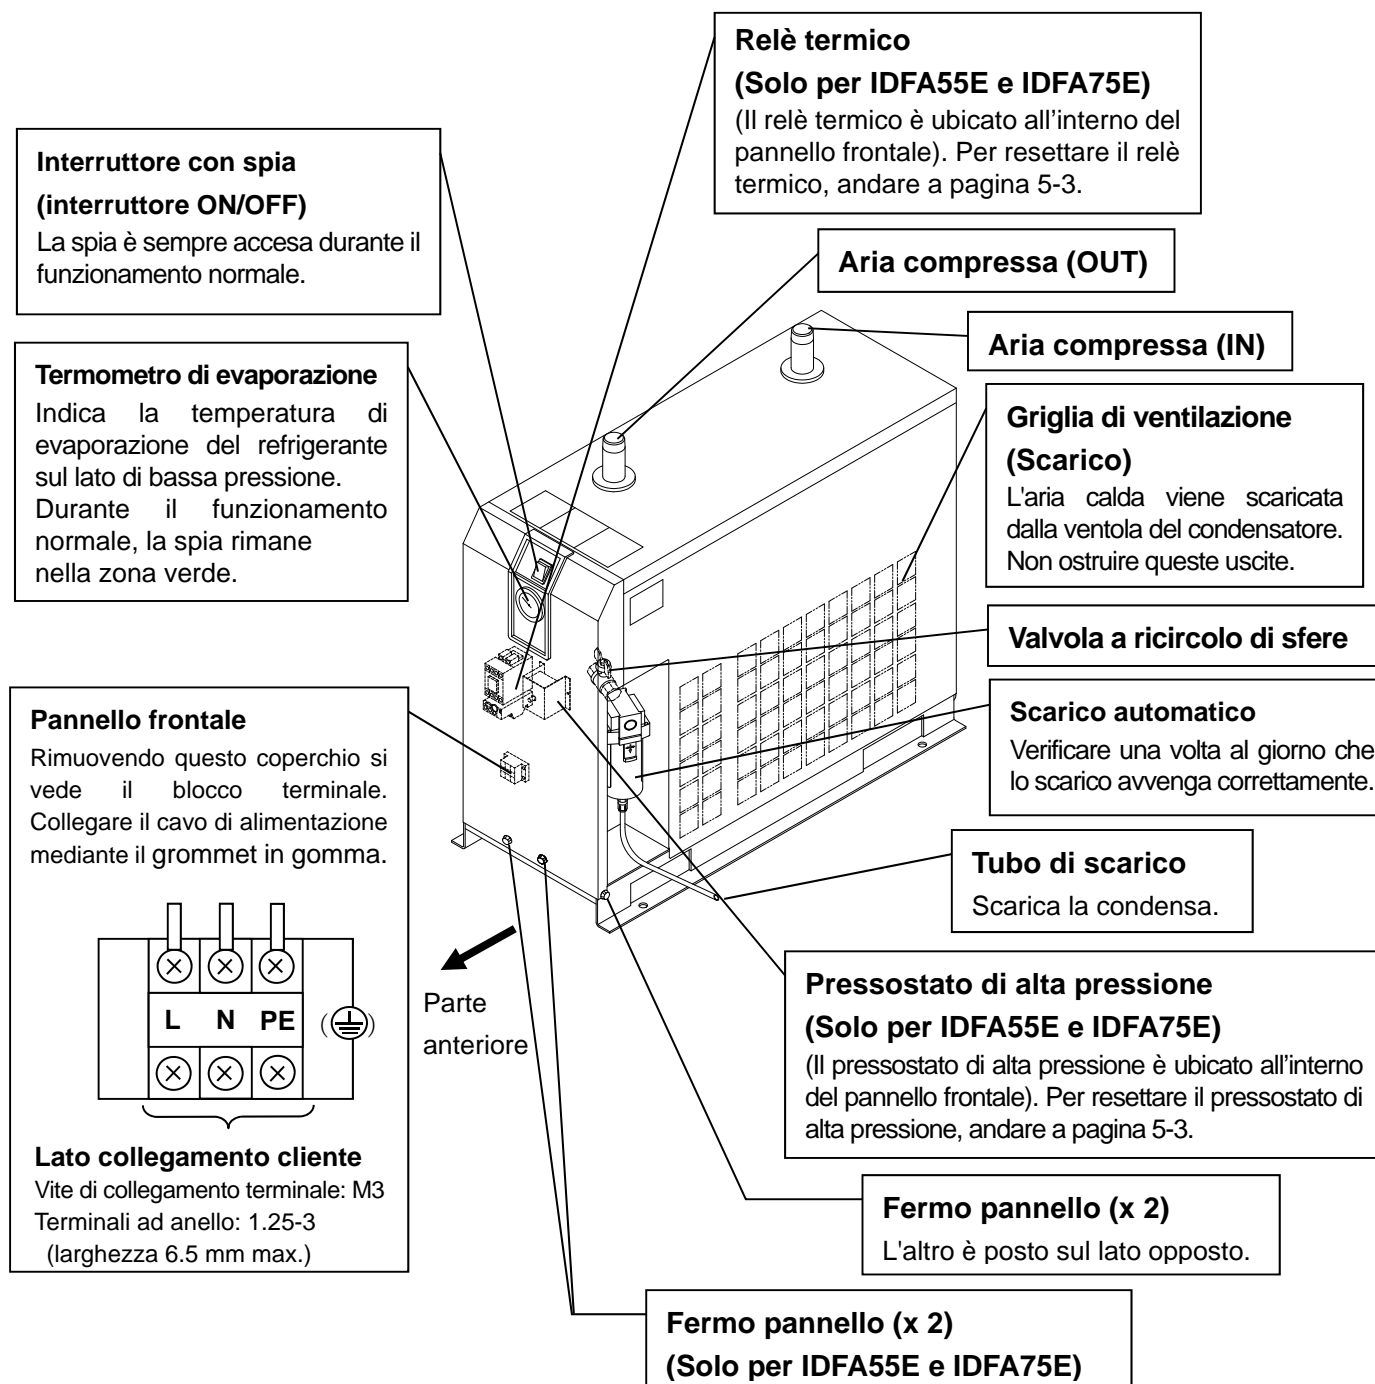 Relè termico
(Solo per IDFA55E e IDFA75E)
(Il relè termico è ubicato all'interno del
pannello frontale). Per resettare il relè
termico, andare a pagina 5-3.
Interruttore con spia
(interruttore ON/OFF)
La spia è sempre accesa durante il
funzionamento normale.
Aria compressa (OUT)
Aria compressa (IN)
Termometro di evaporazione
Indica la temperatura di
evaporazione del refrigerante
sul lato di bassa pressione.
Durante il funzionamento
normale, la spia rimane
nella zona verde.
Griglia di ventilazione
(Scarico)
L'aria calda viene scaricata
dalla ventola del condensatore.
Non ostruire queste uscite.
Valvola a ricircolo di sfere
Pannello frontale
Rimuovendo questo coperchio si
vede il blocco terminale.
Collegare il cavo di alimentazione
mediante il grommet in gomma.
L N PE
Lato collegamento cliente
Vite di collegamento terminale: M3
Terminali ad anello: 1.25-3
(larghezza 6.5 mm max.)
Scarico automatico
Verificare una volta al giorno che
lo scarico avvenga correttamente.
Tubo di scarico
Scarica la condensa.
Parte
anteriore
Pressostato di alta pressione
(Solo per IDFA55E e IDFA75E)
(Il pressostato di alta pressione è ubicato all'interno
del pannello frontale). Per resettare il pressostato di
alta pressione, andare a pagina 5-3.
Fermo pannello (x 2)
L'altro è posto sul lato opposto.
Fermo pannello (x 2)
(Solo per IDFA55E e IDFA75E)